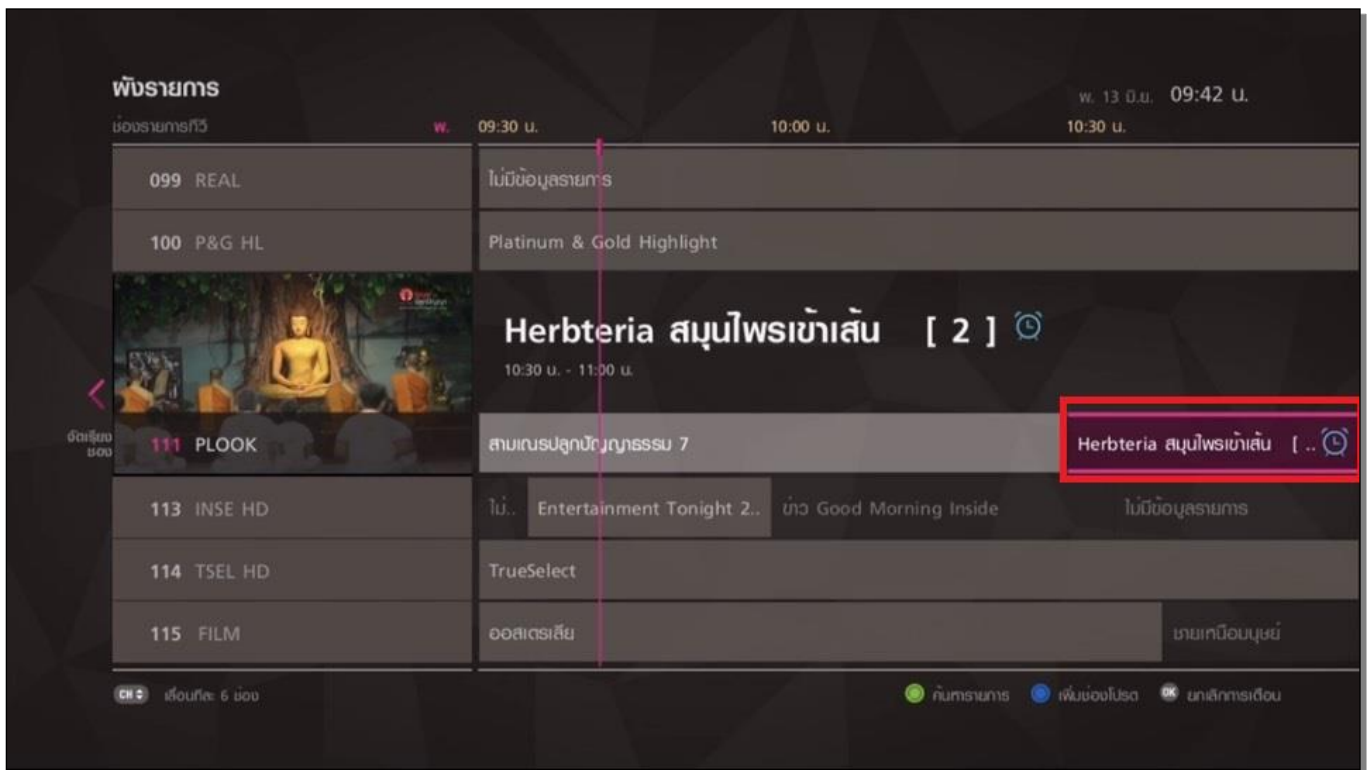 ผังรายการ
พ. 13 มิ.ย. 09:42 น.
ช่องรายการทีวี พ. 09:30 น. 10:00 น. 10:30 น.
099 REAL ไม่มีข้อมูลรายการ
100 P&G HL Platinum & Gold Highlight
Herbteria สมุนไพรเข้าเส้น [ 2 ]
10:30 น. - 11:00 น.
จัดเรียง
ช่อง
111 PLOOK สามเณรปลูกปัญญาธรรม 7 Herbteria สมุนไพรเข้าเส้น [ ..
113 INSE HD ไม่.. Entertainment Tonight 2.. ข่าว Good Morning Inside ไม่มีข้อมูลรายการ
114 TSEL HD TrueSelect
115 FILM ออสเตรเลีย ชายเหนือมนุษย์
CH เลื่อนทีละ 6 ช่อง ค้นหารายการ เพิ่มช่องโปรด OK ยกเลิกการเตือน